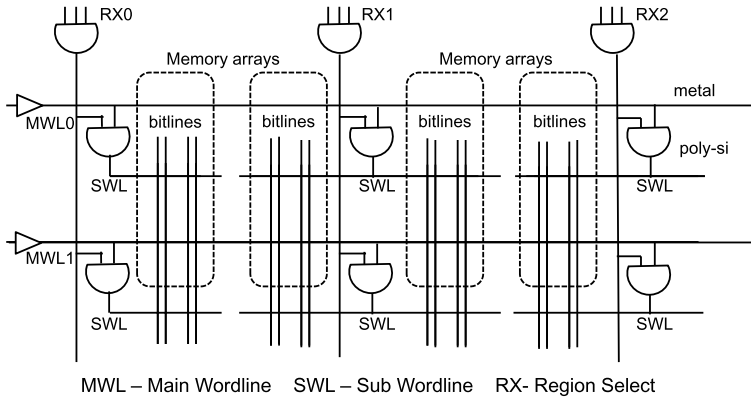 RX0 RX1 RX2
Memory arrays Memory arrays
metal
MWL0 bitlines bitlines bitlines bitlines
poly-si
SWL SWL SWL
MWL1
SWL SWL SWL
MWL – Main Wordline SWL – Sub Wordline RX- Region Select